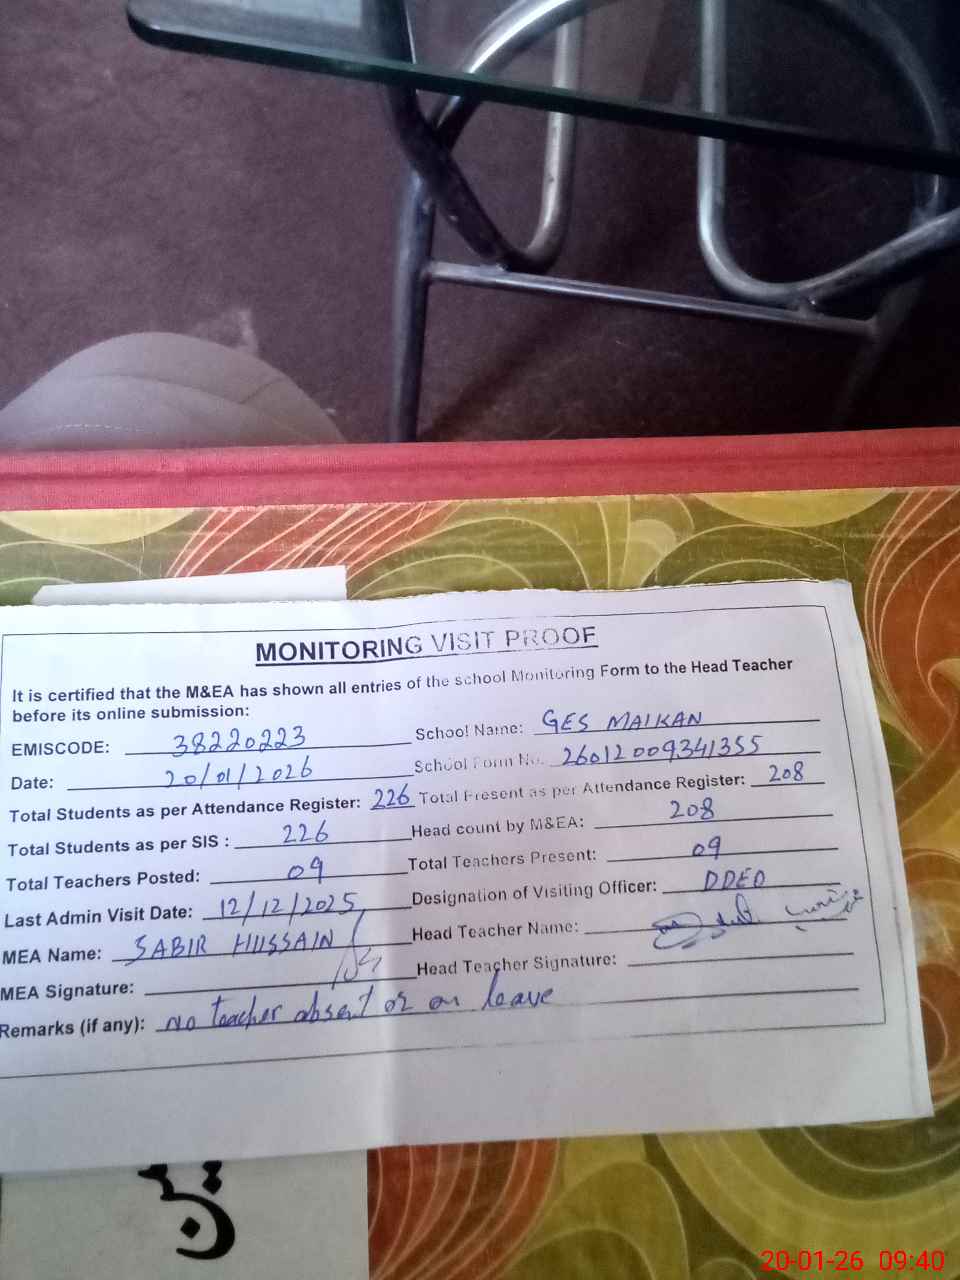 MONITORING VISIT PROOF
It is certified that the M&EA has shown all entries of the school Monitoring Form to the Head Teacher
before its online submission:
EMISCODE: 38220223 School Name: GES MAIKAN
Date: 20/01/2026 School Form No. 26012009341355
Total Students as per Attendance Register: 226 Total Present as per Attendance Register: 208
Total Students as per SIS : 226 Head count by M&EA: 208
Total Teachers Posted: 09 Total Teachers Present: 09
Last Admin Visit Date: 12/12/2025 Designation of Visiting Officer: DDEO
MEA Name: SABIR HUSSAIN Head Teacher Name:
MEA Signature: Head Teacher Signature:
Remarks (if any): no teacher absent or on leave
20-01-26 09:40